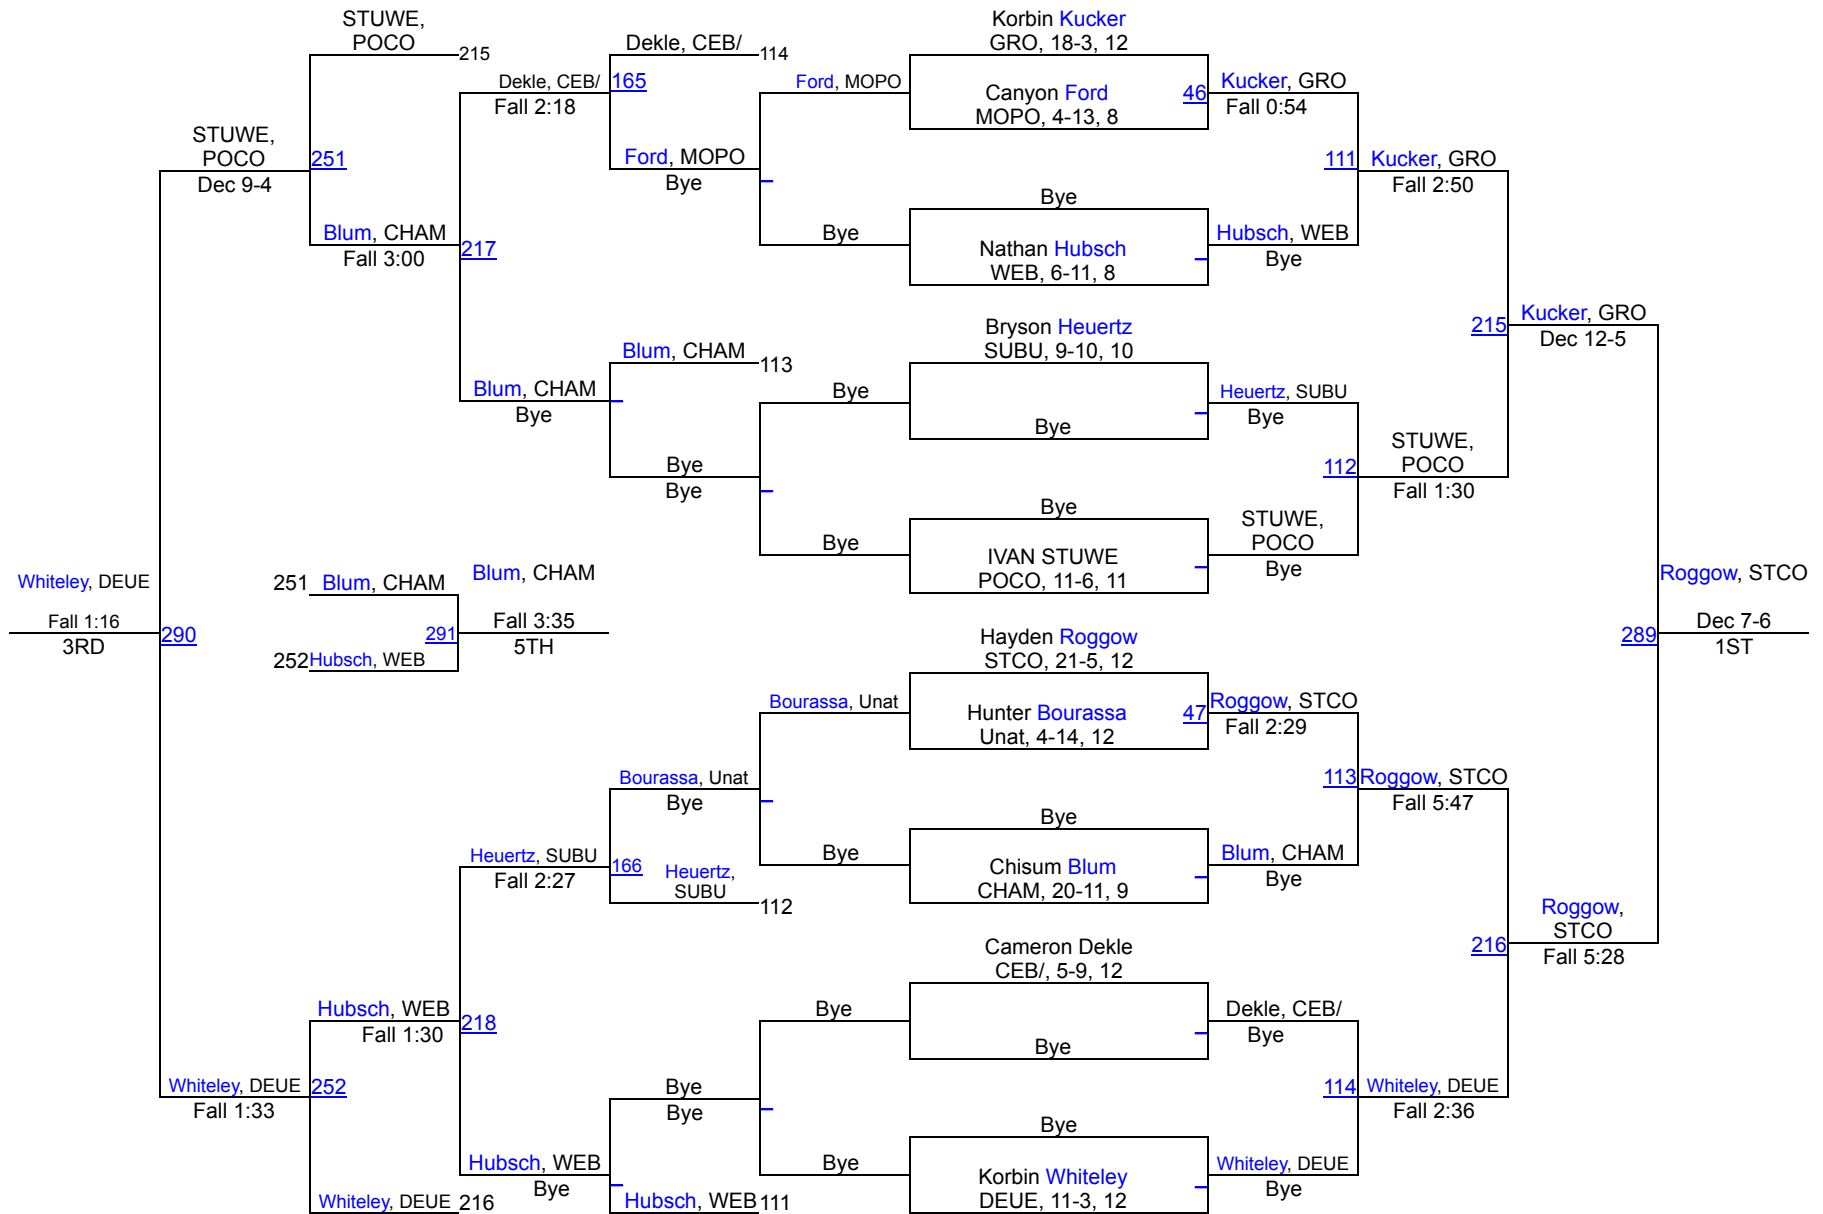 STUWE,
POCO
215
Dekle, CEB/
Fall 2:18
165
Dekle, CEB/
114
Ford, MOPO
Korbin Kucker
GRO, 18-3, 12
Canyon Ford
MOPO, 4-13, 8
46
Kucker, GRO
Fall 0:54
STUWE,
POCO
Dec 9-4
251
Ford, MOPO
Bye
111
Kucker, GRO
Fall 2:50
Blum, CHAM
Fall 3:00
217
Bye
Bye
Nathan Hubsch
WEB, 6-11, 8
Hubsch, WEB
Bye
215
Kucker, GRO
Dec 12-5
Blum, CHAM
113
Blum, CHAM
Bye
Bye
Bryson Heuertz
SUBU, 9-10, 10
Bye
Heuertz, SUBU
Bye
Bye
Bye
112
STUWE,
POCO
Fall 1:30
Bye
Bye
IVAN STUWE
POCO, 11-6, 11
STUWE,
POCO
Bye
Whiteley, DEUE
Fall 1:16
3RD
290
251 Blum, CHAM
252 Hubsch, WEB
291
Blum, CHAM
Fall 3:35
5TH
Roggow, STCO
289
Dec 7-6
1ST
Hayden Roggow
STCO, 21-5, 12
Bourassa, Unat
Hunter Bourassa
Unat, 4-14, 12
47
Roggow, STCO
Fall 2:29
Bourassa, Unat
Bye
113
Roggow, STCO
Fall 5:47
Heuertz, SUBU
Fall 2:27
166
Heuertz,
SUBU
112
Bye
Bye
Chisum Blum
CHAM, 20-11, 9
Blum, CHAM
Bye
216
Roggow,
STCO
Fall 5:28
Cameron Dekle
CEB/, 5-9, 12
Bye
Bye
Dekle, CEB/
Bye
Hubsch, WEB
Fall 1:30
218
Whiteley, DEUE
Fall 1:33
252
Bye
Bye
114
Whiteley, DEUE
Fall 2:36
Hubsch, WEB
Bye
Bye
Bye
Korbin Whiteley
DEUE, 11-3, 12
Whiteley, DEUE
Bye
Whiteley, DEUE
216
Hubsch, WEB
111